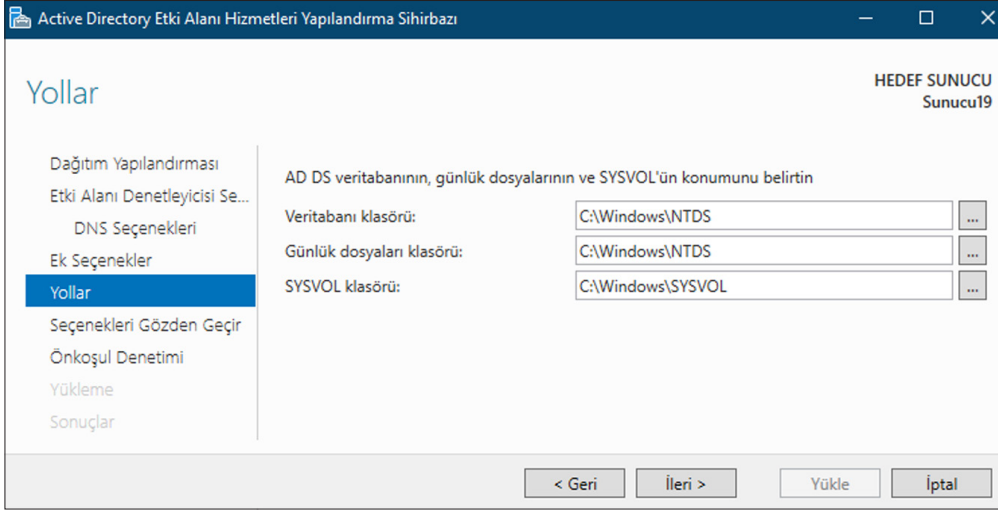 Active Directory Etki Alanı Hizmetleri Yapılandırma Sihirbazı
Yollar
HEDEF SUNUCU
Sunucu19
Dağıtım Yapılandırması
Etki Alanı Denetleyicisi Se...
DNS Seçenekleri
Ek Seçenekler
Yollar
Seçenekleri Gözden Geçir
Önkoşul Denetimi
Yükleme
Sonuçlar
AD DS veritabanının, günlük dosyalarının ve SYSVOL'ün konumunu belirtin
Veritabanı klasörü: C:\Windows\NTDS ...
Günlük dosyaları klasörü: C:\Windows\NTDS ...
SYSVOL klasörü: C:\Windows\SYSVOL ...
< Geri İleri > Yükle İptal